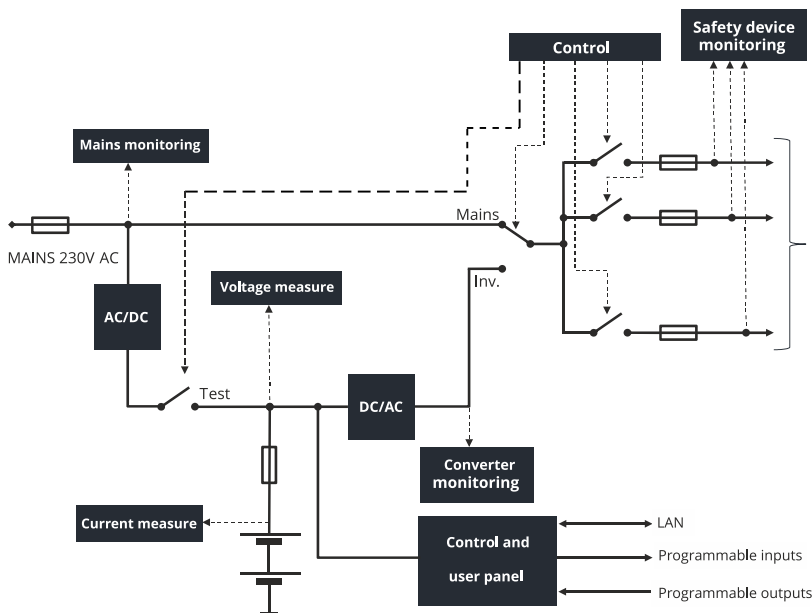 Control
Safety device
monitoring
Mains monitoring
Mains
MAINS 230V AC
Inv.
Voltage measure
AC/DC
Test
DC/AC
Converter
monitoring
Current measure
Control and
user panel
LAN
Programmable inputs
Programmable outputs